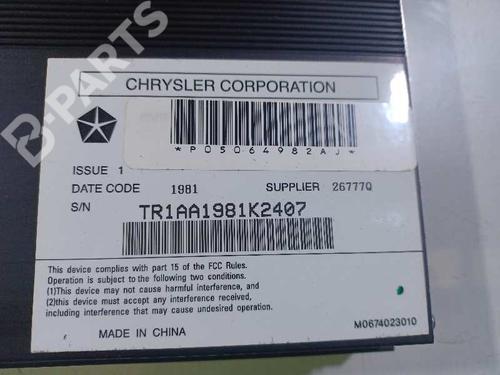 B-PARTS
CHRYSLER CORPORATION
*P05064982AJ*
ISSUE 1
DATE CODE 1981 SUPPLIER 26777Q
S/N TR1AA1981K2407
This device complies with part 15 of the FCC Rules.
Operation is subject to the following two conditions.
(1)This device may not cause harmful interference, and
(2)this device must accept any interference received,
including interference that may cause undesired operation.
MADE IN CHINA
M0674023010